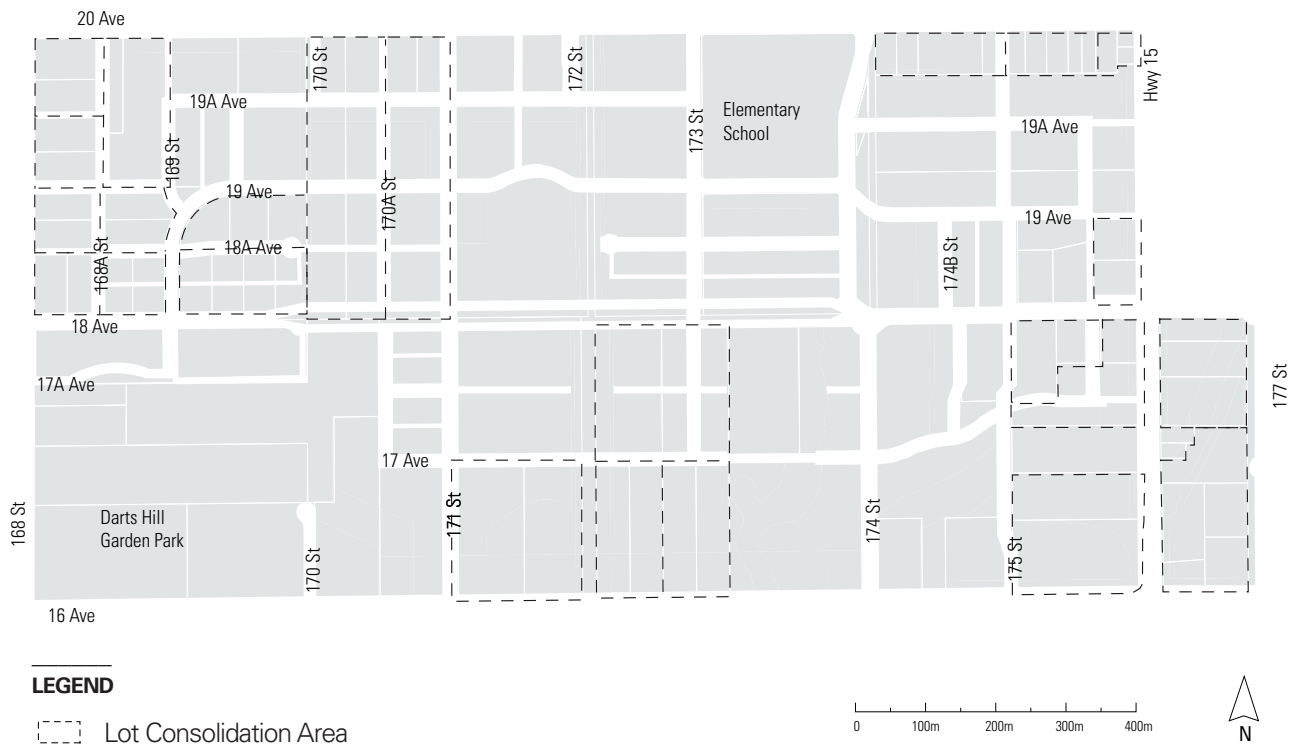 20 Ave
170 St
172 St
Hwy 15
19A Ave
Elementary
School
173 St
19A Ave
169 St
19 Ave
170A St
19 Ave
18A Ave
168A St
174B St
18 Ave
17A Ave
177 St
17 Ave
168 St
Darts Hill
Garden Park
171 St
174 St
170 St
175 St
16 Ave
LEGEND
Lot Consolidation Area
0 100m 200m 300m 400m
N